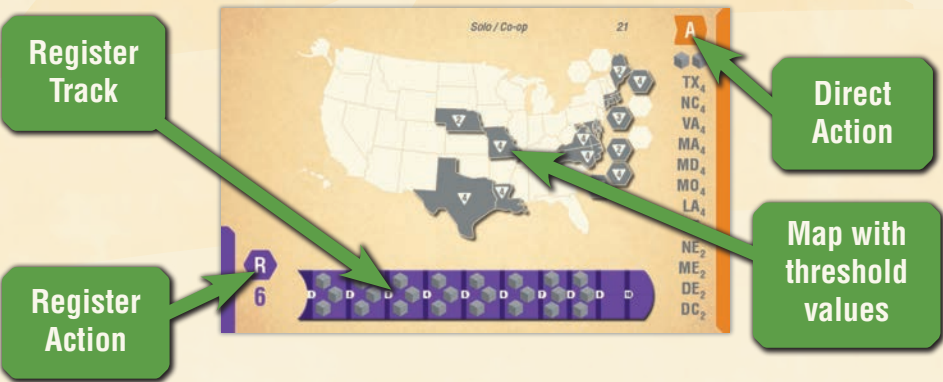 Register
Track
Solo / Co-op 21
A
Direct
Action
TX4
NC4
VA4
MA4
MD4
MO4
LA4
NE2
ME2
DE2
DC2
Map with
threshold
values
R
6
Register
Action